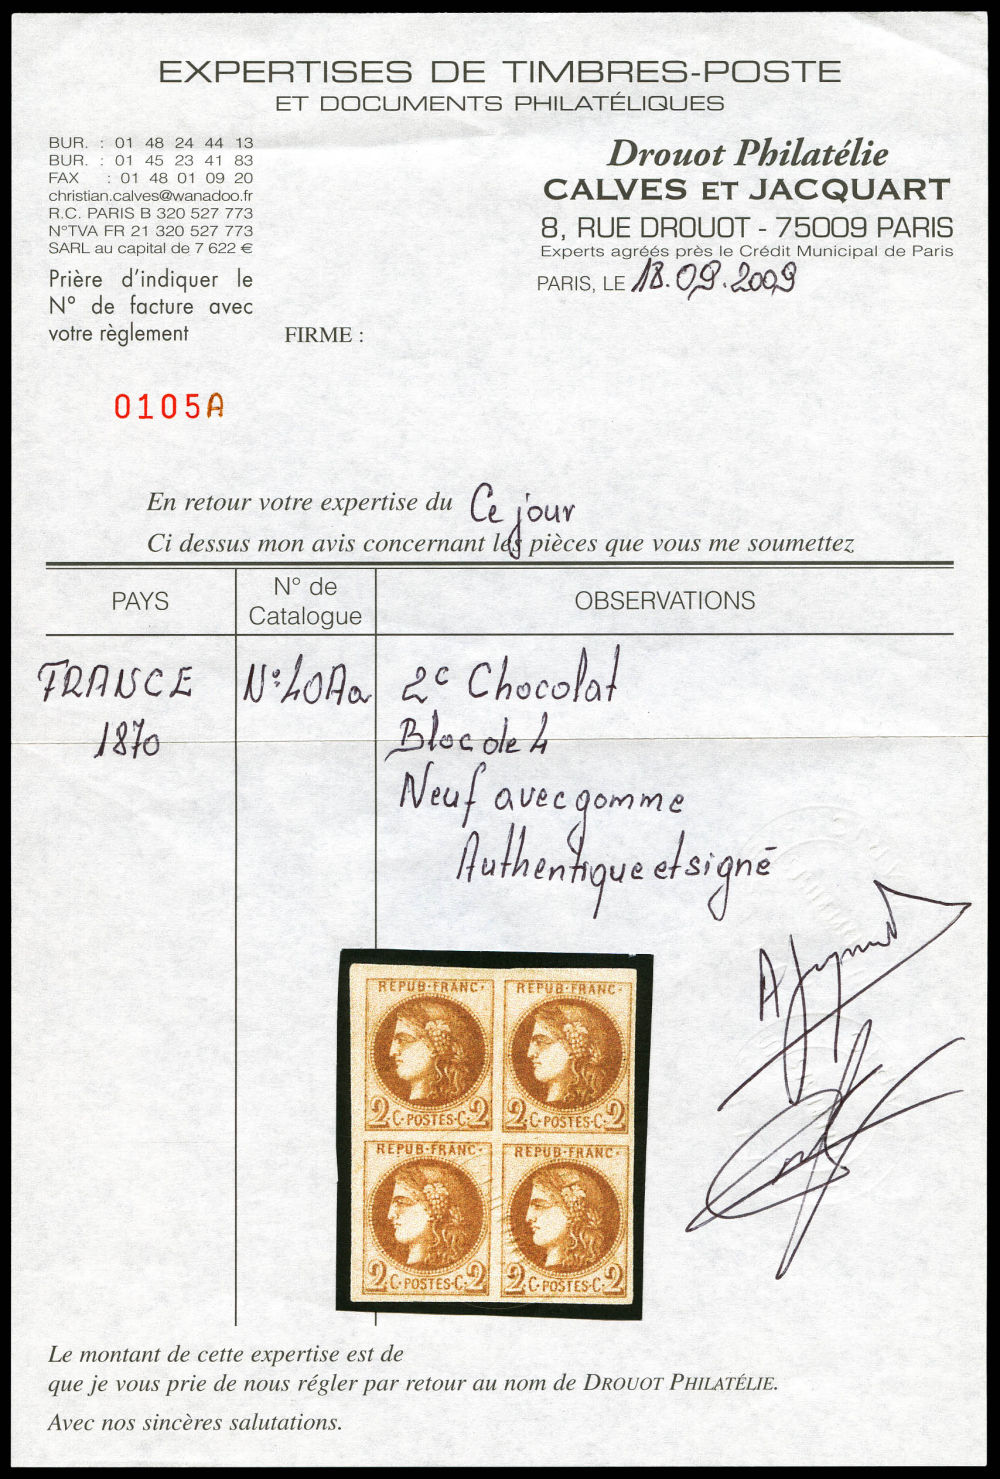 EXPERTISES DE TIMBRES-POSTE
ET DOCUMENTS PHILATÉLIQUES
BUR. : 01 48 24 44 13
BUR. : 01 45 23 41 83
FAX : 01 48 01 09 20
christian.calves@wanadoo.fr
R.C. PARIS B 320 527 773
N°TVA FR 21 320 527 773
SARL au capital de 7 622 €
Prière d'indiquer le
N° de facture avec
votre règlement
Drouot Philatélie
CALVES ET JACQUART
8, RUE DROUOT - 75009 PARIS
Experts agréés près le Crédit Municipal de Paris
PARIS, LE 18.09.2009
FIRME :
0105A
En retour votre expertise du Ce jour
Ci dessus mon avis concernant les pièces que vous me soumettez
PAYS
N° de
Catalogue
OBSERVATIONS
FRANCE N°40Aa 2c Chocolat
1870 Bloc de 4
Neuf avec gomme
Authentique et signé
REPUB·FRANC· REPUB·FRANC·
2·C·POSTES·C·2 2·C·POSTES·C·2
REPUB·FRANC· REPUB·FRANC·
2·C·POSTES·C·2 2·C·POSTES·C·2
Le montant de cette expertise est de
que je vous prie de nous régler par retour au nom de DROUOT PHILATÉLIE.
Avec nos sincères salutations.